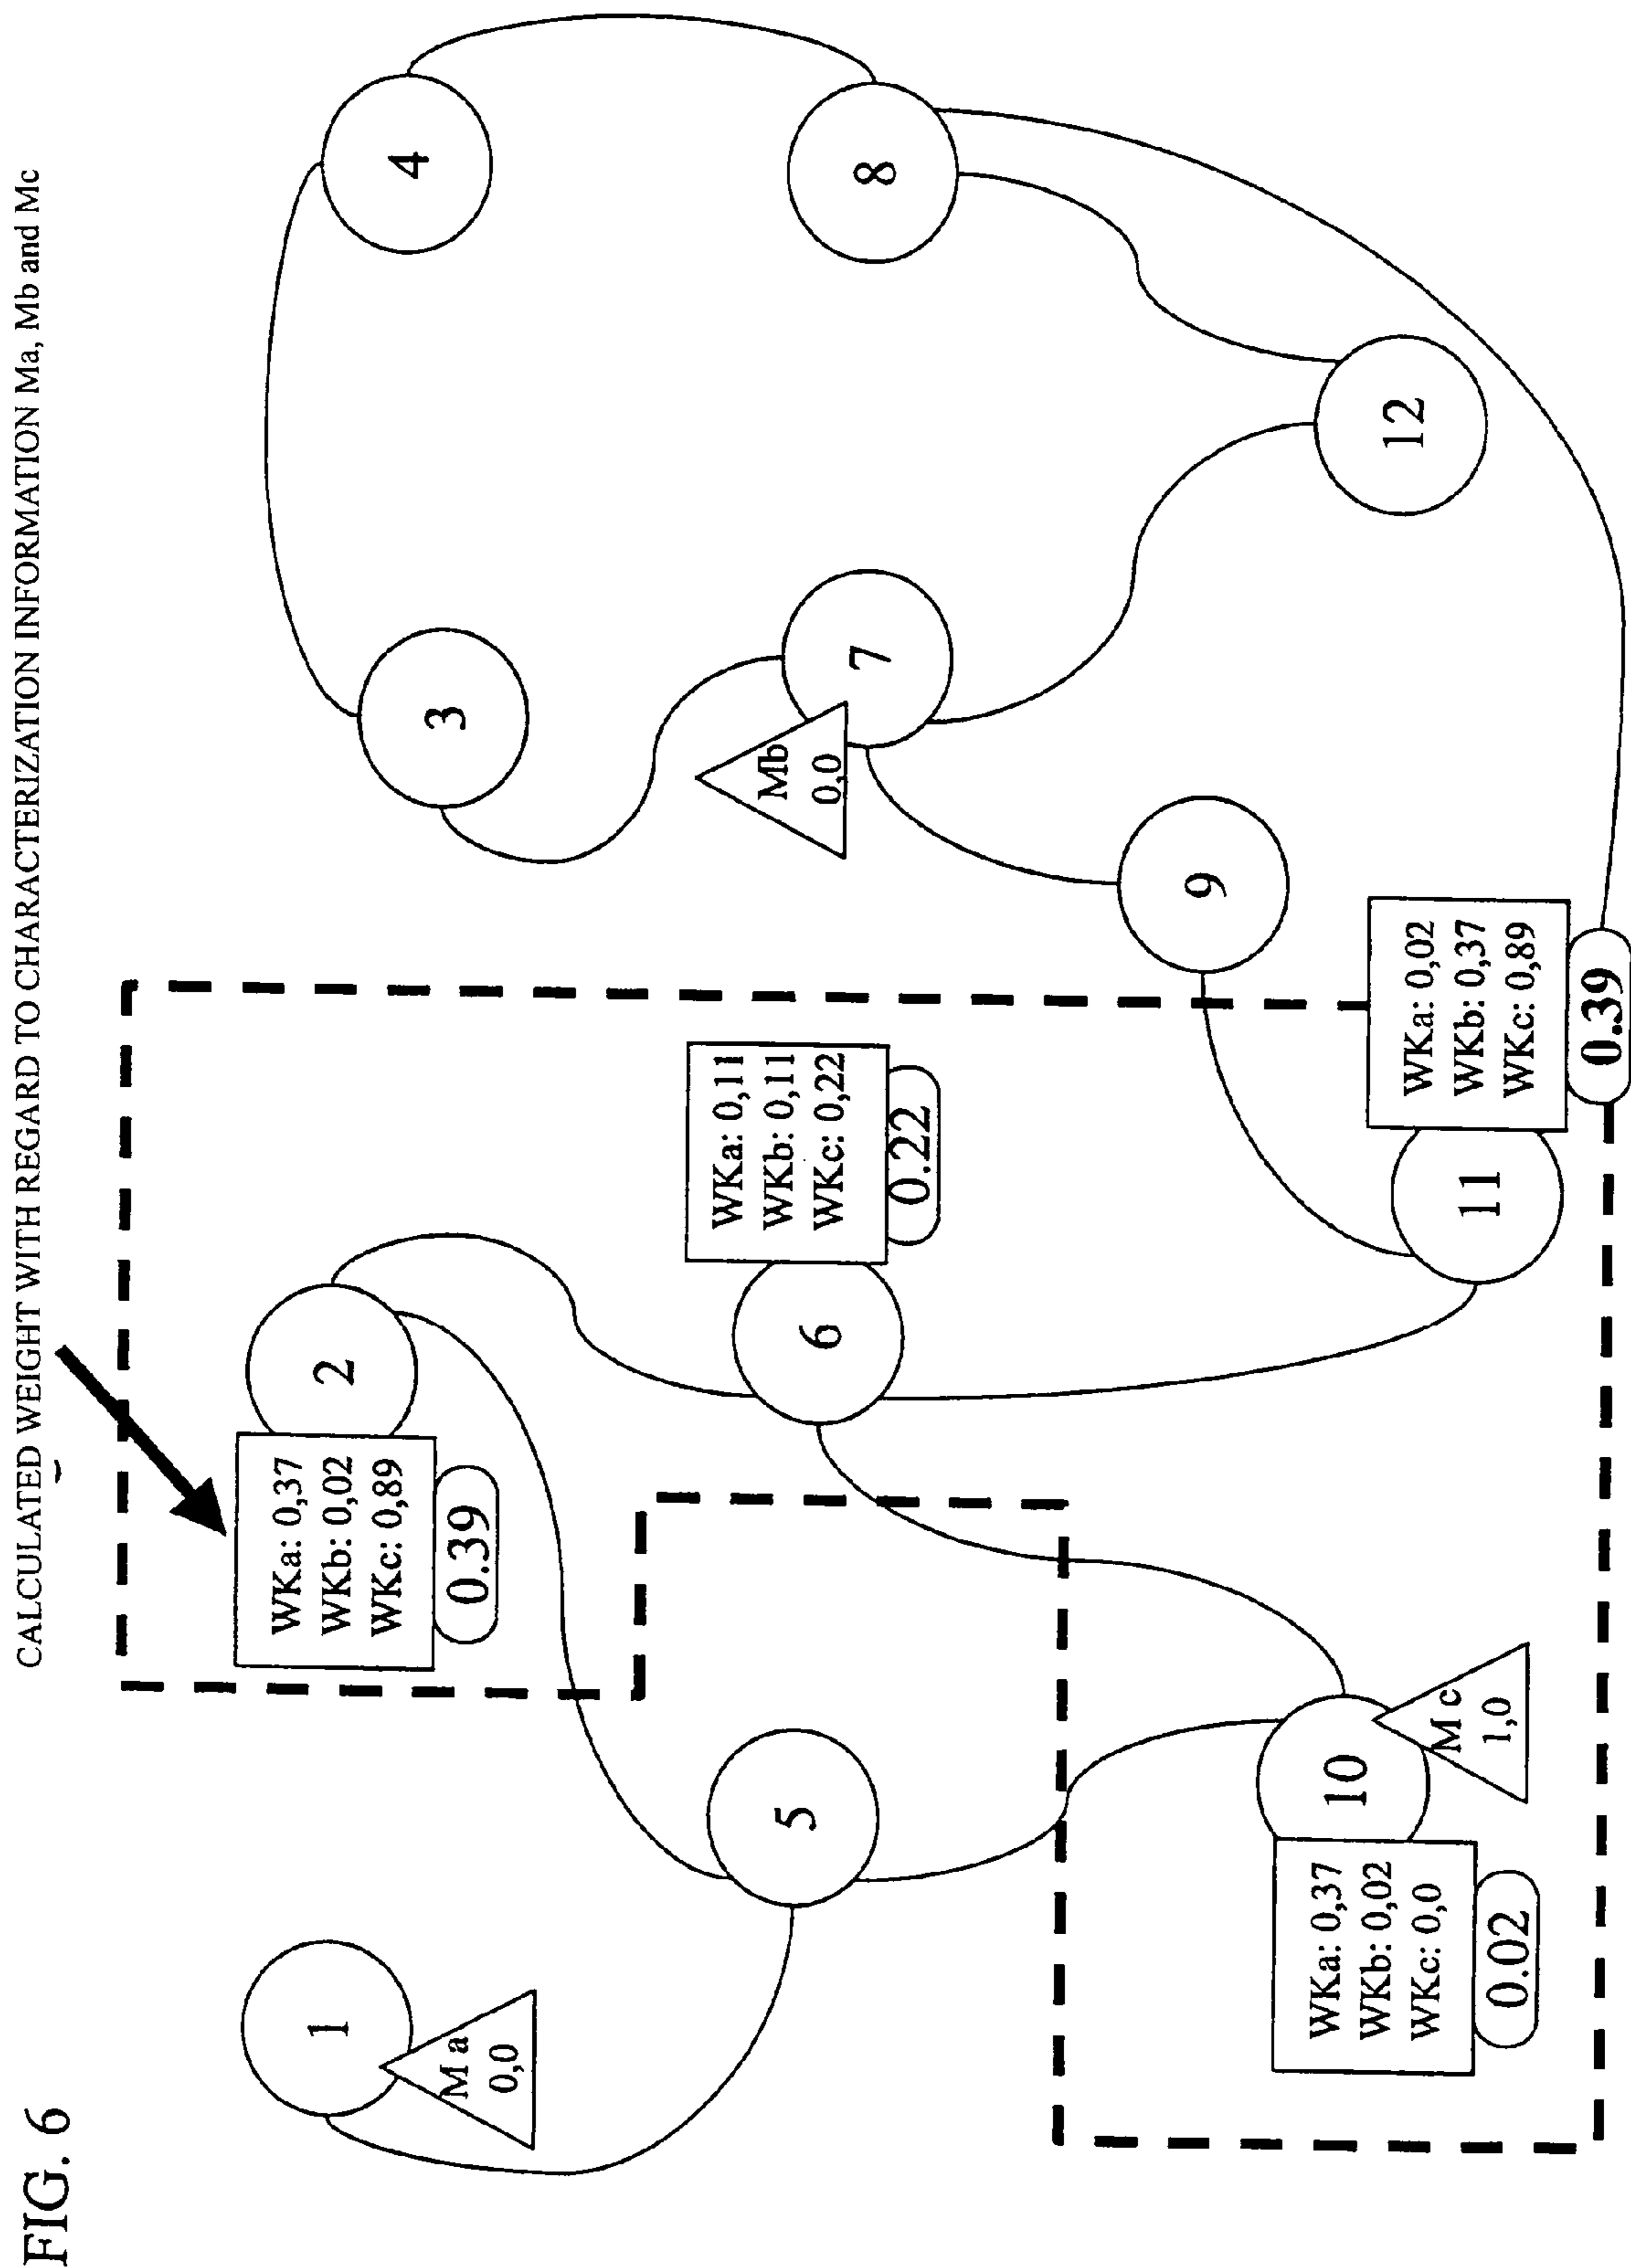 FIG. 6
CALCULATED WEIGHT WITH REGARD TO CHARACTERIZATION INFORMATION Ma, Mb and Mc
1
Ma
0,0
WKa: 0,37
WKb: 0,02
WKc: 0,89
0.39
2
3
4
5
6
WKa: 0,11
WKb: 0,11
WKc: 0,22
0.22
Mb
0,0
7
8
9
WKa: 0,37
WKb: 0,02
WKc: 0,0
0.02
10
Mc
1,0
11
WKa: 0,02
WKb: 0,37
WKc: 0,89
0.39
12